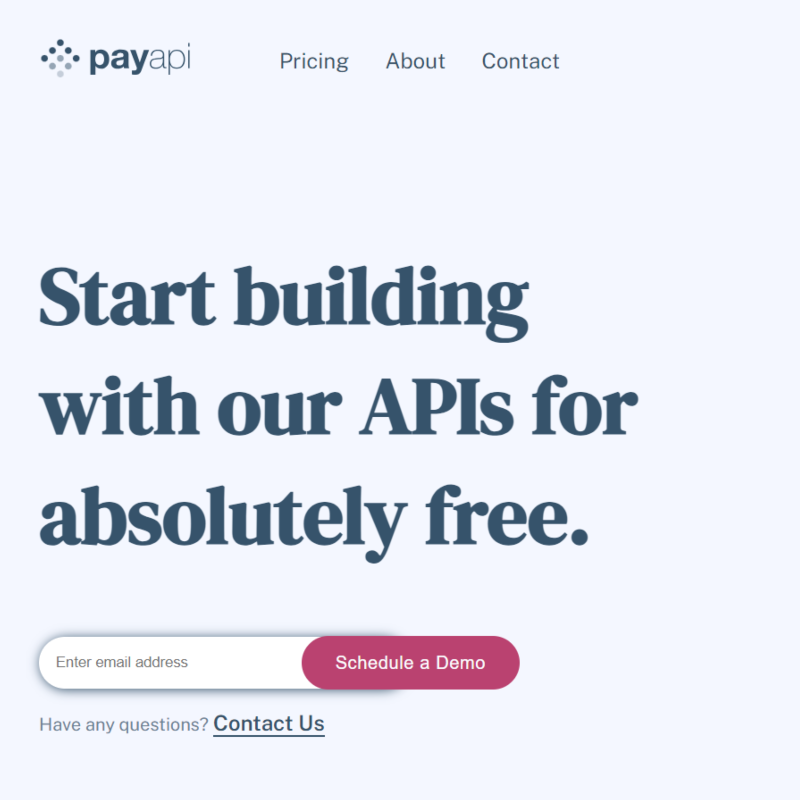 payapi
Pricing About Contact
Start building
with our APIs for
absolutely free.
Enter email address
Schedule a Demo
Have any questions? Contact Us